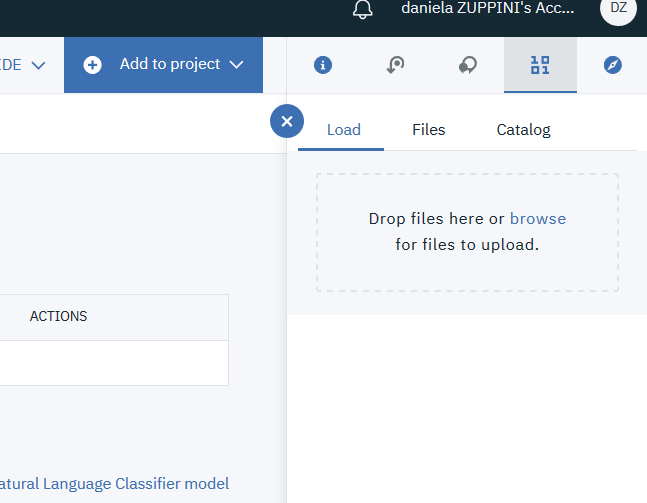 daniela ZUPPINI's Acc...
DZ
IDE
Add to project
Load
Files
Catalog
Drop files here or browse
for files to upload.
ACTIONS
atural Language Classifier model